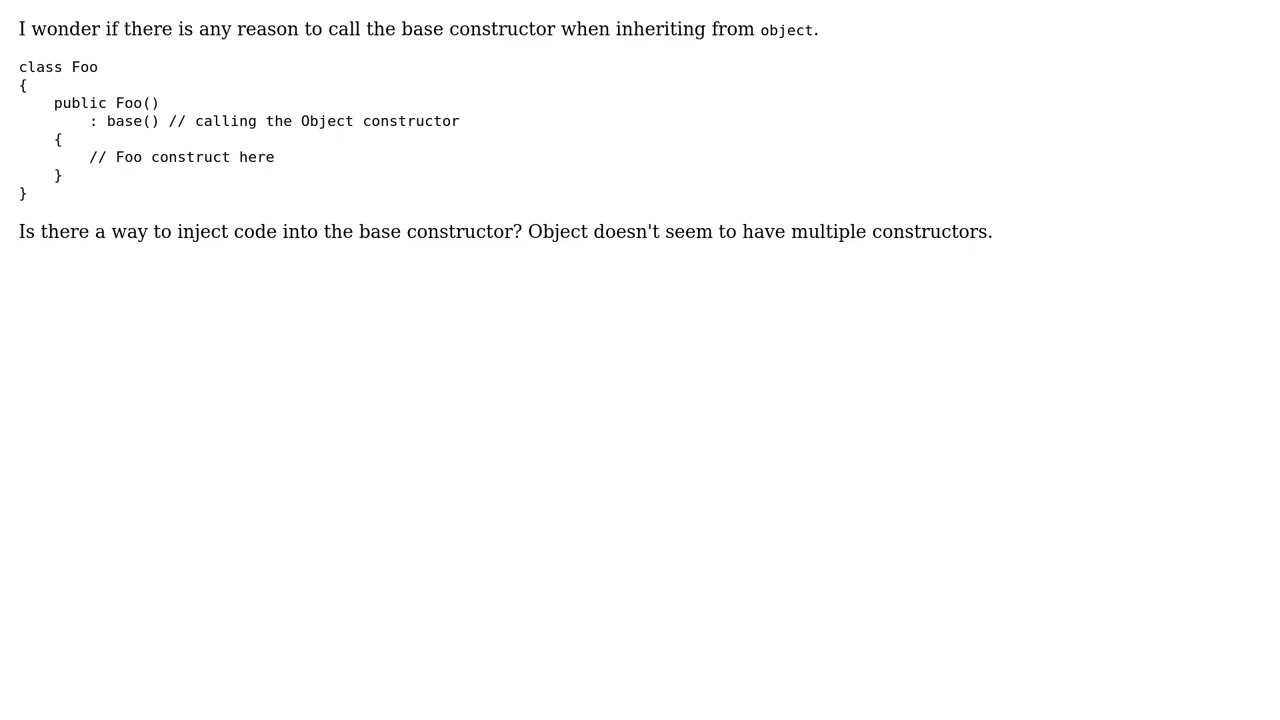 I wonder if there is any reason to call the base constructor when inheriting from object.
class Foo
{
    public Foo()
        : base() // calling the Object constructor
    {
        // Foo construct here
    }
}
Is there a way to inject code into the base constructor? Object doesn't seem to have multiple constructors.